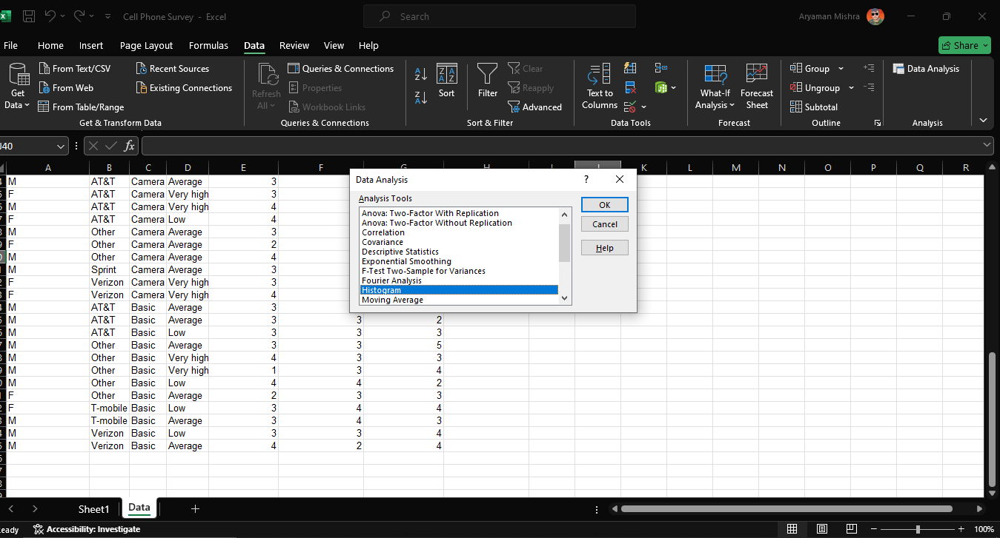 Cell Phone Survey - Excel
Search
Aryaman Mishra
File Home Insert Page Layout Formulas Data Review View Help
Share
Get Data
From Text/CSV
From Web
From Table/Range
Recent Sources
Existing Connections
Get & Transform Data
Refresh All
Queries & Connections
Properties
Workbook Links
Queries & Connections
Sort
Filter
Clear
Reapply
Advanced
Sort & Filter
Text to Columns
Data Tools
What-If Analysis
Forecast Sheet
Forecast
Group
Ungroup
Subtotal
Outline
Data Analysis
Analysis
J40
fx
A B C D E F G H I J K L M N O P Q R
M AT&T Camera Average 3
F AT&T Camera Very high 3
M AT&T Camera Very high 4
F AT&T Camera Low 4
M Other Camera Average 3
F Other Camera Average 2
M Other Camera Average 4
M Sprint Camera Average 3
F Verizon Camera Very high 3
F Verizon Camera Very high 4
M AT&T Basic Average 3
M AT&T Basic Average 3 3 2
M AT&T Basic Low 3 3 3
M Other Basic Average 3 3 5
M Other Basic Very high 4 3 3
M Other Basic Very high 1 3 4
M Other Basic Low 4 4 2
F Other Basic Average 2 3 3
F T-mobile Basic Low 3 4 4
M T-mobile Basic Average 3 4 3
M Verizon Basic Low 3 3 4
M Verizon Basic Average 4 2 4
Data Analysis
?
Analysis Tools
Anova: Two-Factor With Replication
Anova: Two-Factor Without Replication
Correlation
Covariance
Descriptive Statistics
Exponential Smoothing
F-Test Two-Sample for Variances
Fourier Analysis
Histogram
Moving Average
OK
Cancel
Help
Sheet1 Data
Accessibility: Investigate
100%